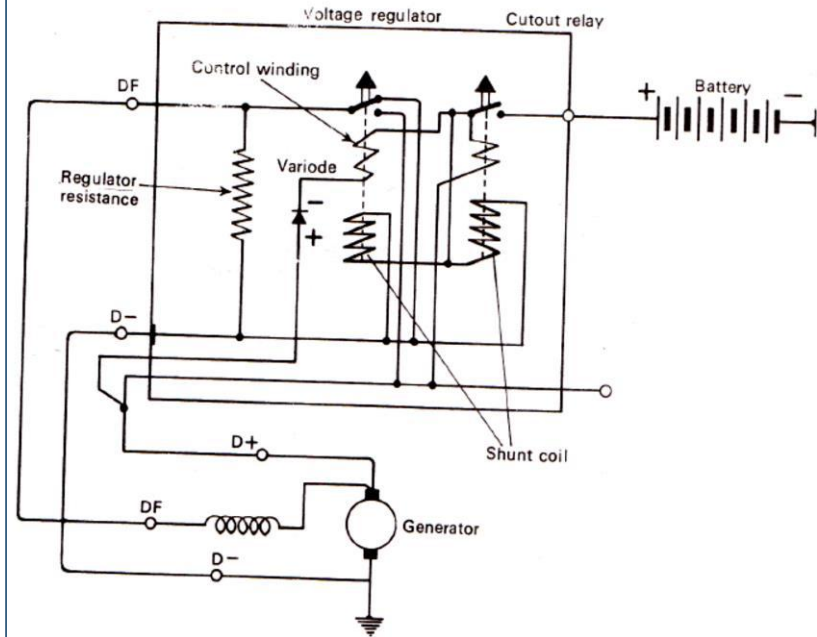 Voltage regulator
Cutout relay
Control winding
DF
+
Battery
−
Variode
Regulator
resistance
−
+
D−
Shunt coil
D+
DF
Generator
D−